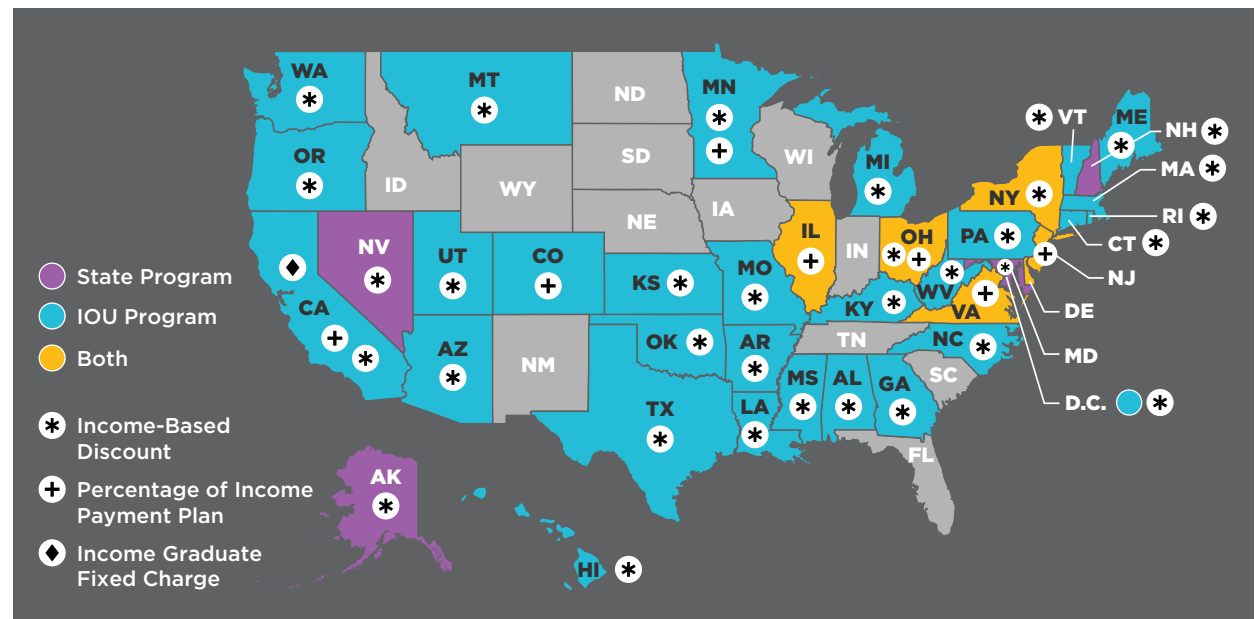 WA
MT
ND
MN
VT
ME
NH
MA
OR
ID
SD
WI
MI
WY
NY
RI
IA
NE
CT
NV
UT
CO
IL
IN
OH
PA
NJ
KS
MO
WV
CA
KY
VA
DE
State Program
IOU Program
Both
AZ
NM
OK
AR
TN
NC
MD
SC
MS
AL
GA
D.C.
TX
LA
FL
Income-Based
Discount
Percentage of Income
Payment Plan
Income Graduate
Fixed Charge
AK
HI